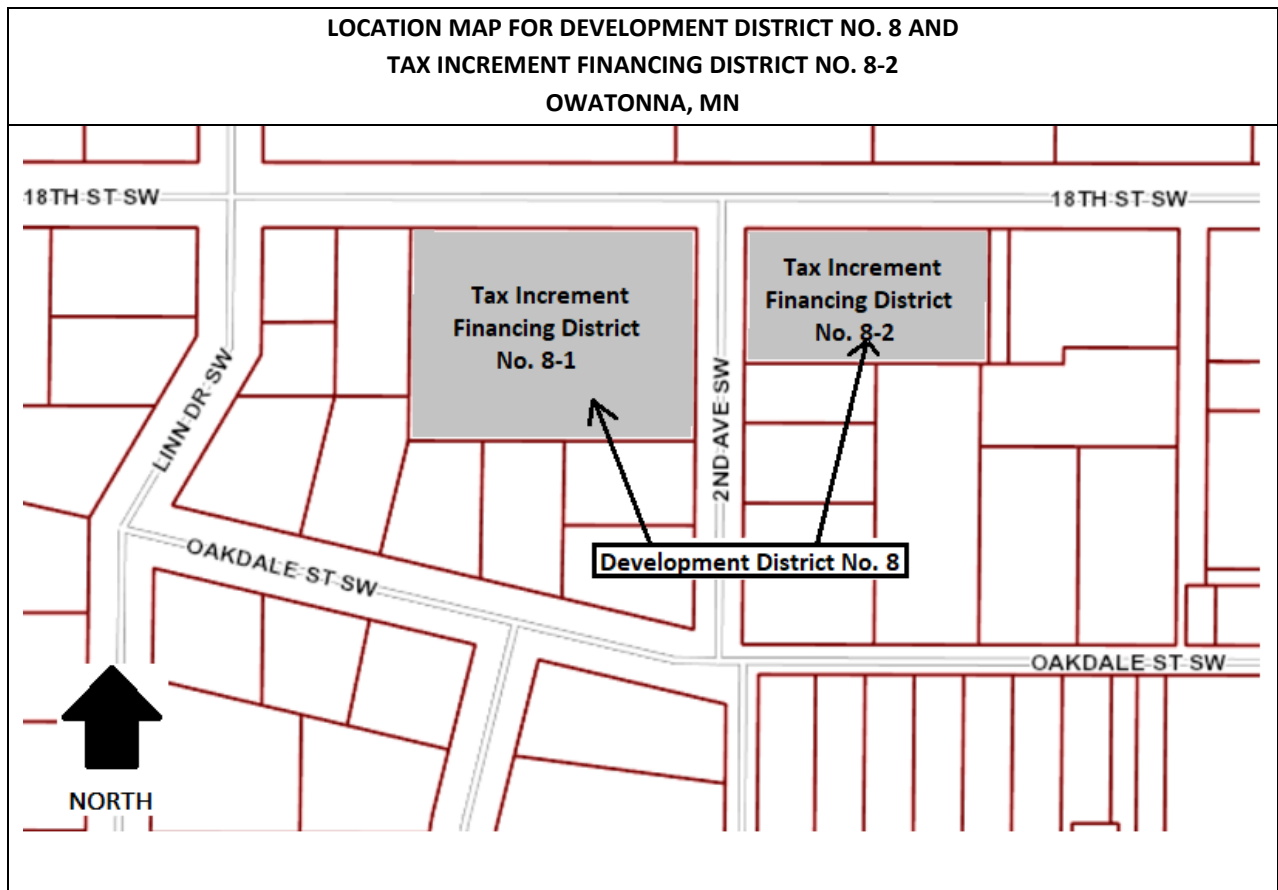 LOCATION MAP FOR DEVELOPMENT DISTRICT NO. 8 AND
TAX INCREMENT FINANCING DISTRICT NO. 8-2
OWATONNA, MN
18TH ST SW
18TH ST SW
Tax Increment
Financing District
No. 8-1
Tax Increment
Financing District
No. 8-2
LINN DR SW
2ND AVE SW
OAKDALE ST SW
Development District No. 8
OAKDALE ST SW
NORTH